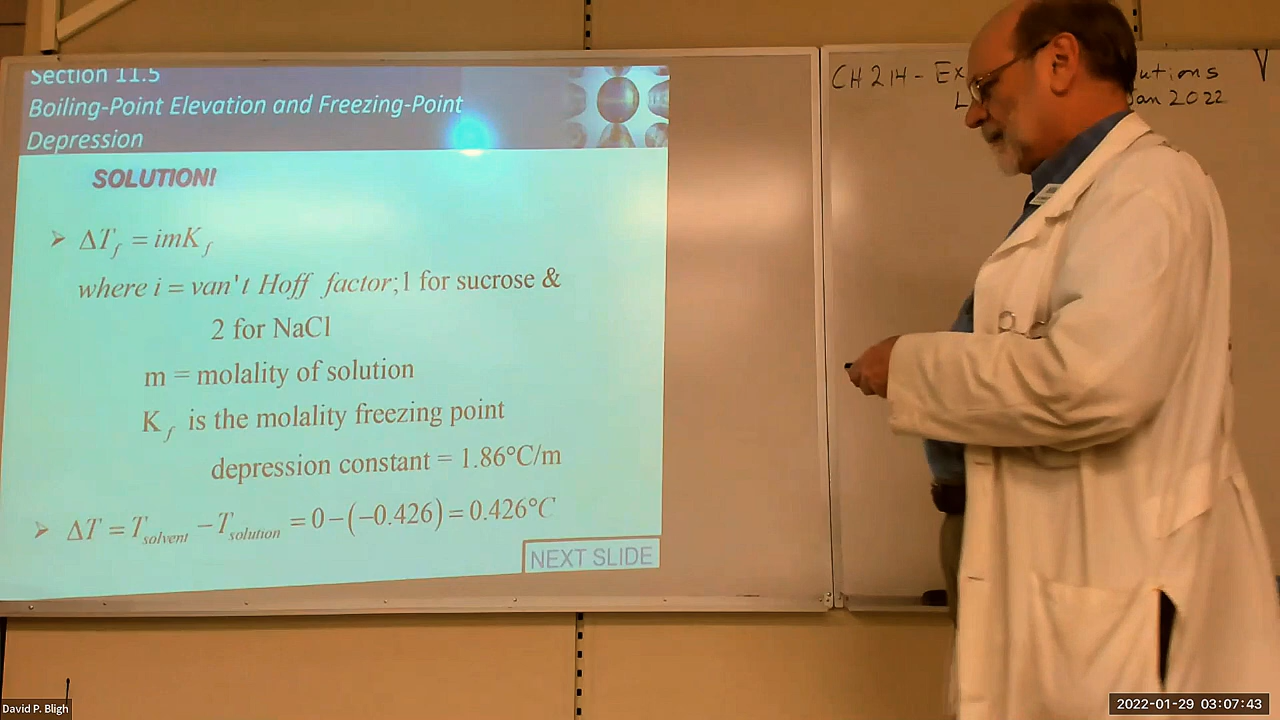 Section 11.5
Boiling-Point Elevation and Freezing-Point
Depression
SOLUTION!
➢ ΔT_f = imK_f
where i = van't Hoff factor;1 for sucrose &
2 for NaCl
m = molality of solution
K_f is the molality freezing point
depression constant = 1.86°C/m
➢ ΔT = T_solvent − T_solution = 0−(−0.426) = 0.426°C
NEXT SLIDE
CH 214 - Ex utions V
L Jan 2022
David P. Bligh
2022-01-29 03:07:43